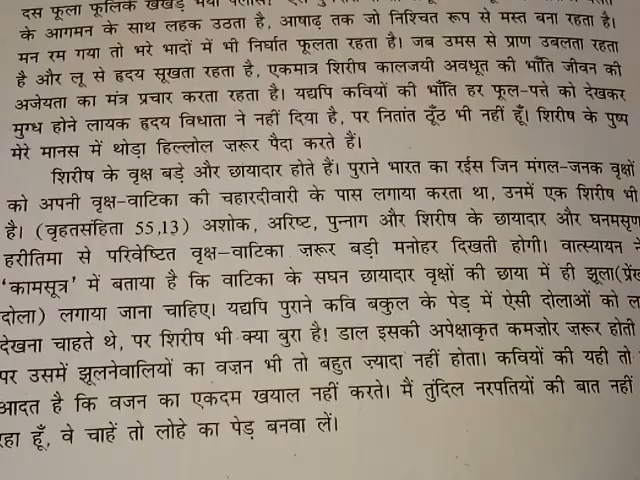 दस फूला फूलिके खंखड़ भया पलास!
के आगमन के साथ लहक उठता है, आषाढ़ तक जो निश्चित रूप से मस्त बना रहता है।
मन रम गया तो भरे भादों में भी निर्घात फूलता रहता है। जब उमस से प्राण उबलता रहता
है और लू से हृदय सूखता रहता है, एकमात्र शिरीष कालजयी अवधूत की भाँति जीवन की
अजेयता का मंत्र प्रचार करता रहता है। यद्यपि कवियों की भाँति हर फूल-पत्ते को देखकर
मुग्ध होने लायक हृदय विधाता ने नहीं दिया है, पर नितांत ठूँठ भी नहीं हूँ। शिरीष के पुष्प
मेरे मानस में थोड़ा हिल्लोल ज़रूर पैदा करते हैं।
शिरीष के वृक्ष बड़े और छायादार होते हैं। पुराने भारत का रईस जिन मंगल-जनक वृक्षों
को अपनी वृक्ष-वाटिका की चहारदीवारी के पास लगाया करता था, उनमें एक शिरीष भी
है। (वृहतसंहिता 55,13) अशोक, अरिष्ट, पुन्नाग और शिरीष के छायादार और घनमसृण
हरीतिमा से परिवेष्टित वृक्ष-वाटिका ज़रूर बड़ी मनोहर दिखती होगी। वात्स्यायन ने
'कामसूत्र' में बताया है कि वाटिका के सघन छायादार वृक्षों की छाया में ही झूला(प्रेंख
दोला) लगाया जाना चाहिए। यद्यपि पुराने कवि बकुल के पेड़ में ऐसी दोलाओं को ल
देखना चाहते थे, पर शिरीष भी क्या बुरा है! डाल इसकी अपेक्षाकृत कमज़ोर ज़रूर होती
पर उसमें झूलनेवालियों का वज़न भी तो बहुत ज़्यादा नहीं होता। कवियों की यही तो
आदत है कि वजन का एकदम खयाल नहीं करते। मैं तुंदिल नरपतियों की बात नहीं
रहा हूँ, वे चाहें तो लोहे का पेड़ बनवा लें।